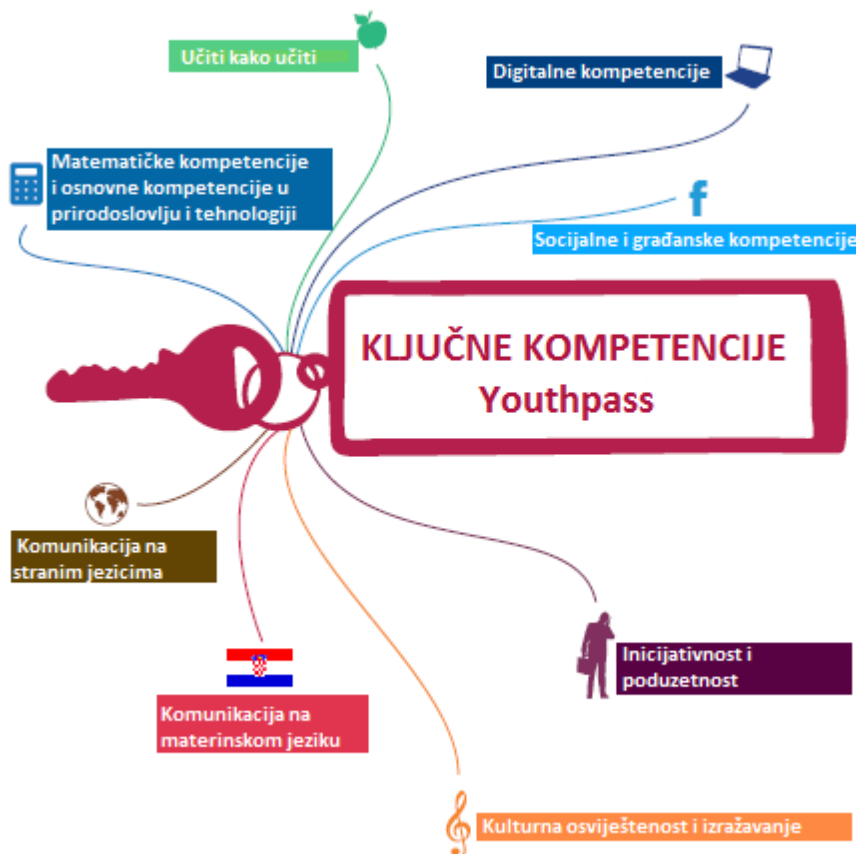 Učiti kako učiti
Digitalne kompetencije
Matematičke kompetencije
i osnovne kompetencije u
prirodoslovlju i tehnologiji
f
Socijalne i građanske kompetencije
KLJUČNE KOMPETENCIJE
Youthpass
Komunikacija na
stranim jezicima
Inicijativnost i
poduzetnost
Komunikacija na
materinskom jeziku
Kulturna osviještenost i izražavanje